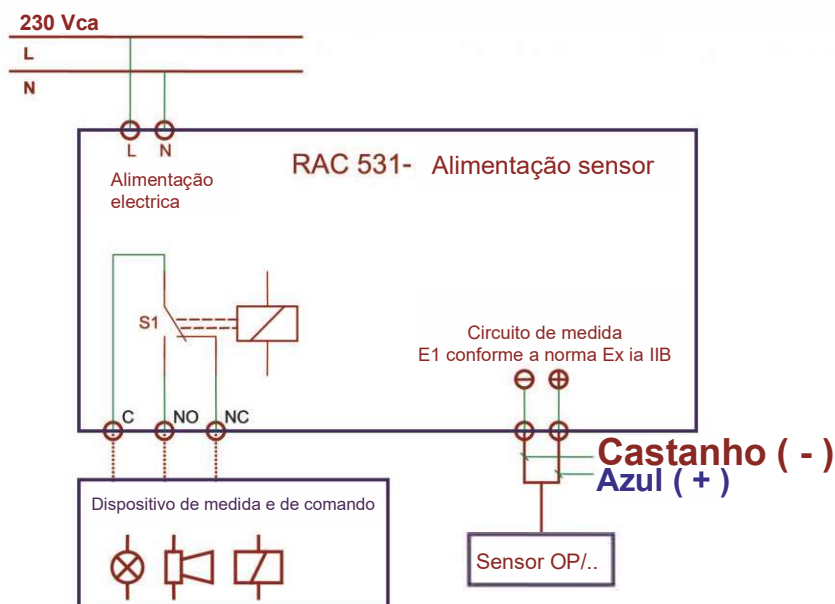 230 Vca
L
N
L N
RAC 531- Alimentação sensor
Alimentação
electrica
S1
Circuito de medida
E1 conforme a norma Ex ia IIB
C NO NC
Castanho ( - )
Azul ( + )
Dispositivo de medida e de comando
Sensor OP/..